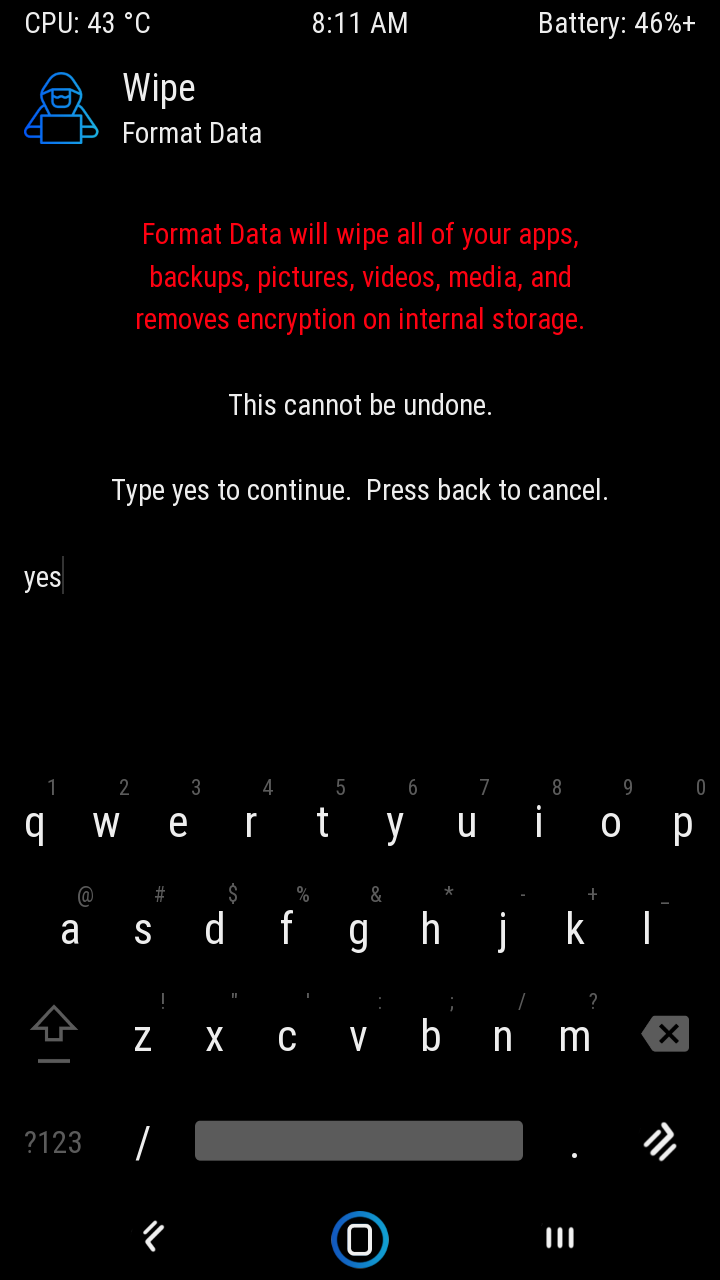 CPU: 43 °C 8:11 AM Battery: 46%+
Wipe
Format Data
Format Data will wipe all of your apps,
backups, pictures, videos, media, and
removes encryption on internal storage.
This cannot be undone.
Type yes to continue.  Press back to cancel.
yes
1 2 3 4 5 6 7 8 9 0
q w e r t y u i o p
@ # $ % & * - + _
a s d f g h j k l
! " ' : ; / ?
z x c v b n m
?123 / .